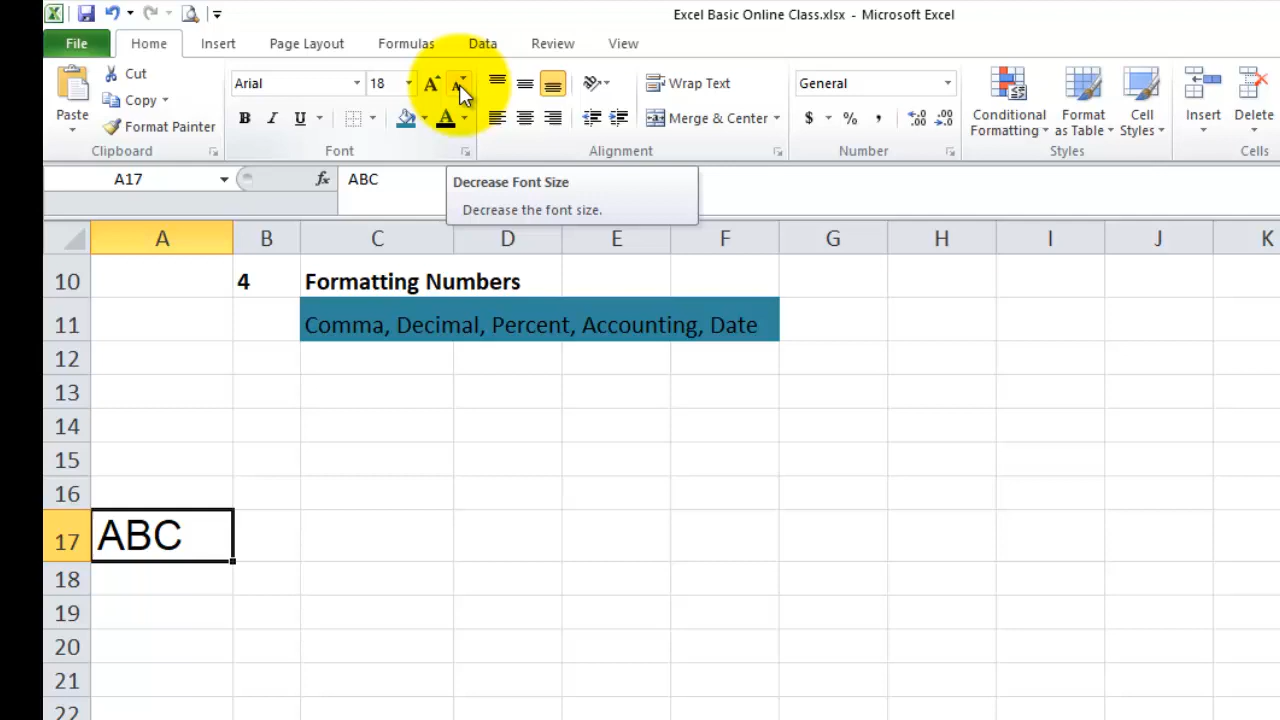 Excel Basic Online Class.xlsx - Microsoft Excel
File Home Insert Page Layout Formulas Data Review View
Paste
Cut
Copy
Format Painter
Clipboard
Arial 18 A A
B I U A
Font
Wrap Text
Merge & Center
Alignment
General
$ % , .00 .00
Number
Conditional Formatting
Format as Table
Cell Styles
Styles
Insert Delete
Cells
A17 fx ABC
Decrease Font Size
Decrease the font size.
A B C D E F G H I J K
10 4 Formatting Numbers
11 Comma, Decimal, Percent, Accounting, Date
12
13
14
15
16
17 ABC
18
19
20
21
22